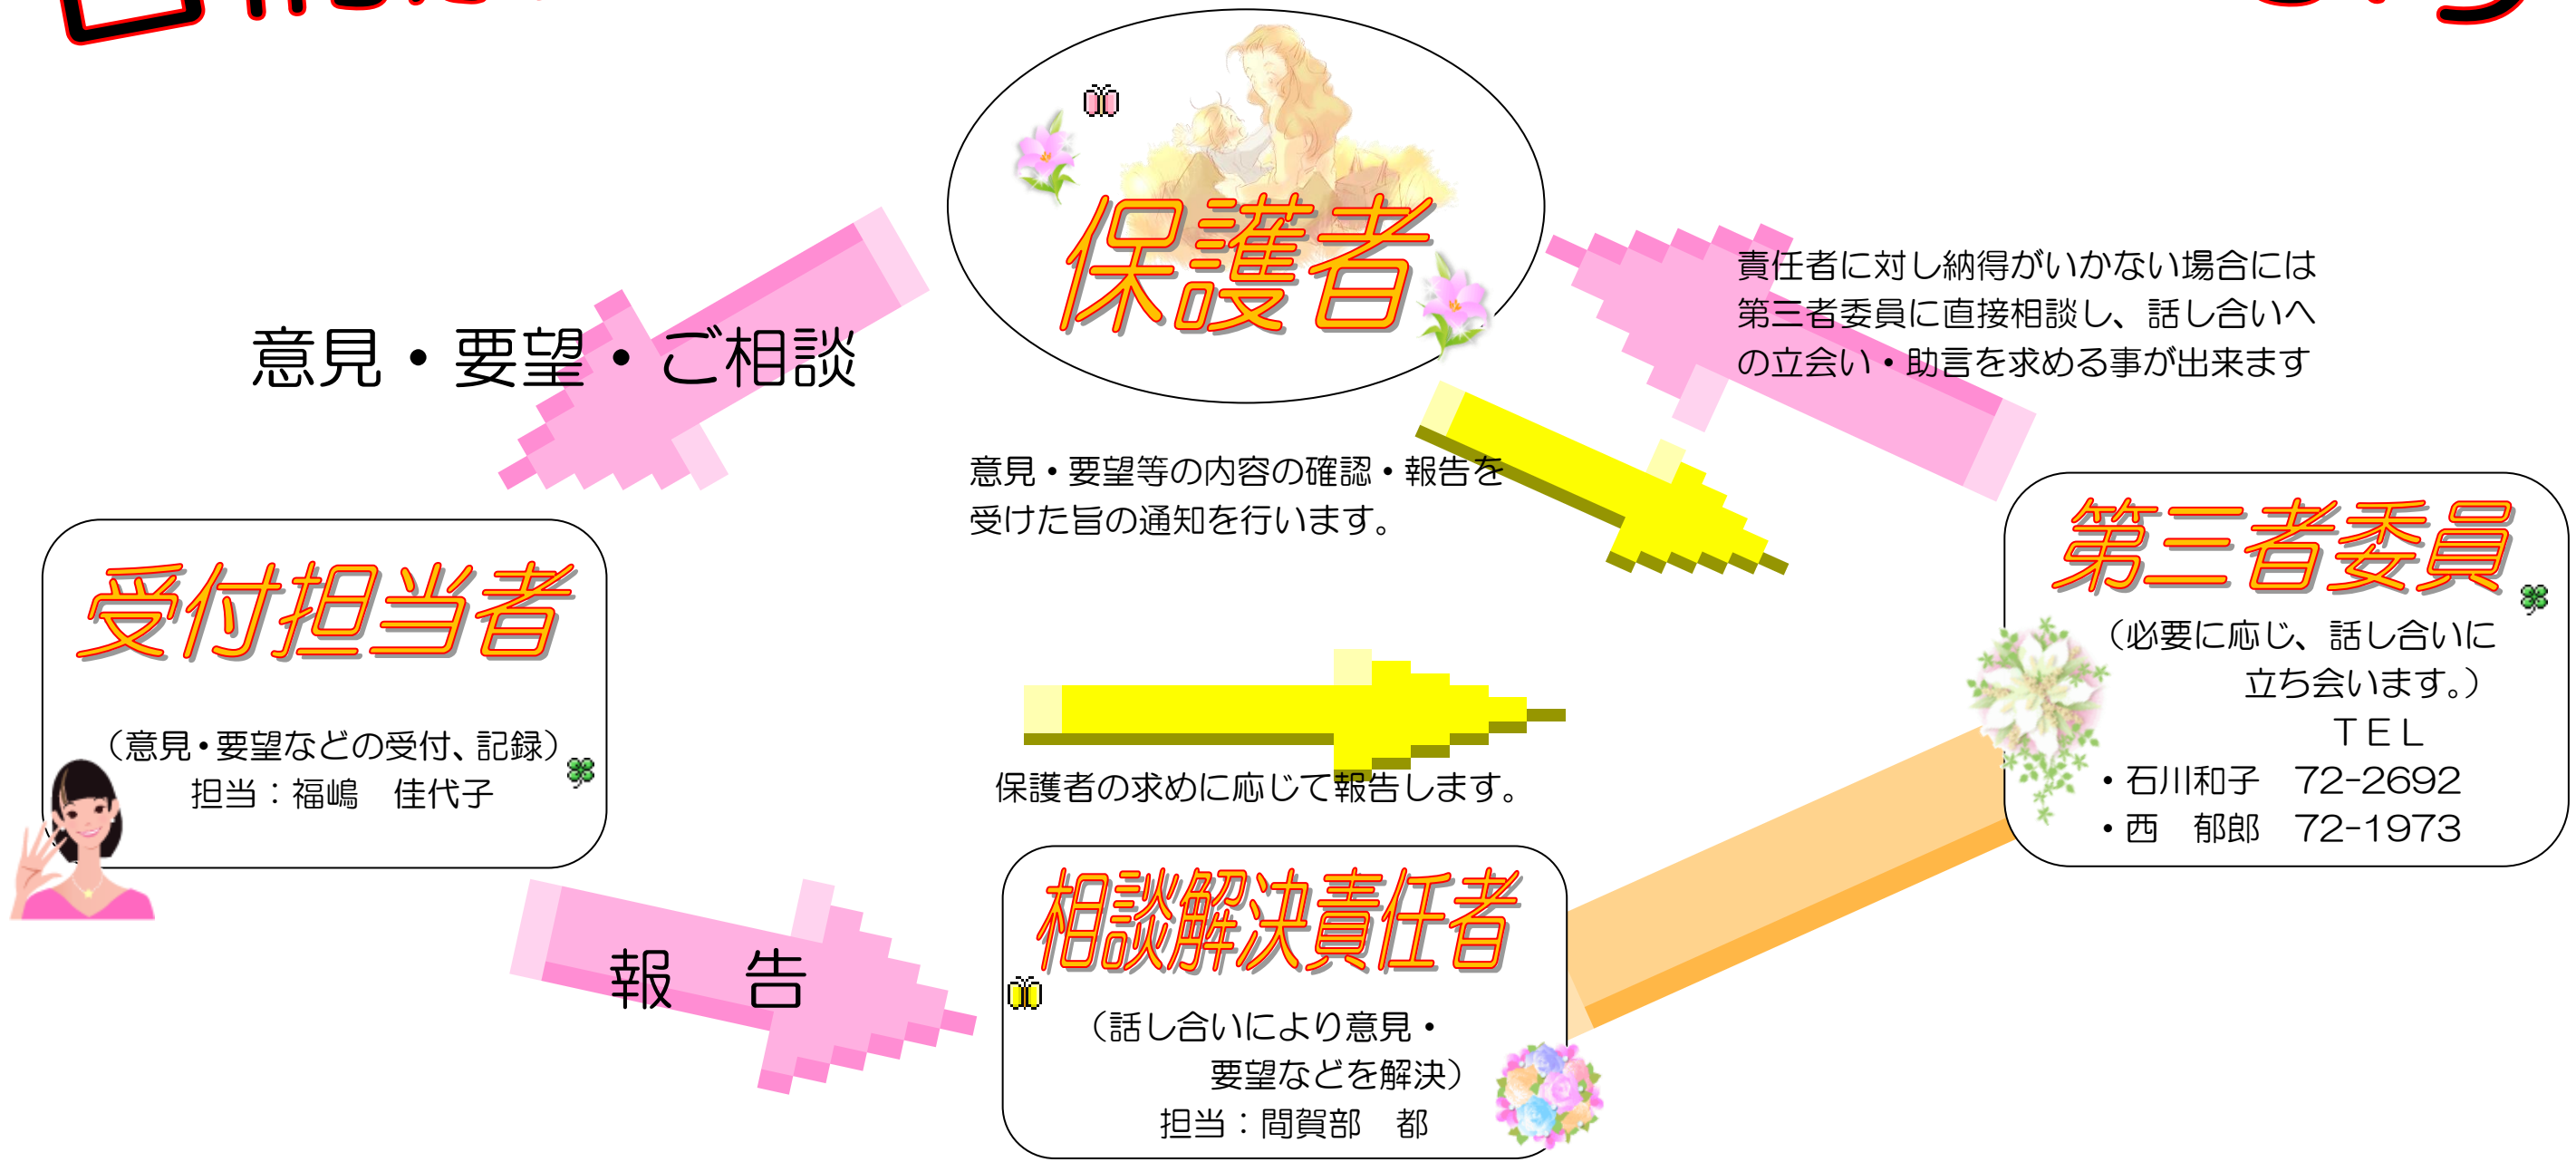 保護者
意見・要望・ご相談
責任者に対し納得がいかない場合には
第三者委員に直接相談し、話し合いへ
の立会い・助言を求める事が出来ます
意見・要望等の内容の確認・報告を
受けた旨の通知を行います。
受付担当者
（意見・要望などの受付、記録）
担当：福嶋　佳代子
第三者委員
（必要に応じ、話し合いに
立ち会います。）
ＴＥＬ
・石川和子　72-2692
・西　郁郎　72-1973
保護者の求めに応じて報告します。
報　告
相談解決責任者
（話し合いにより意見・
要望などを解決）
担当：間賀部　都